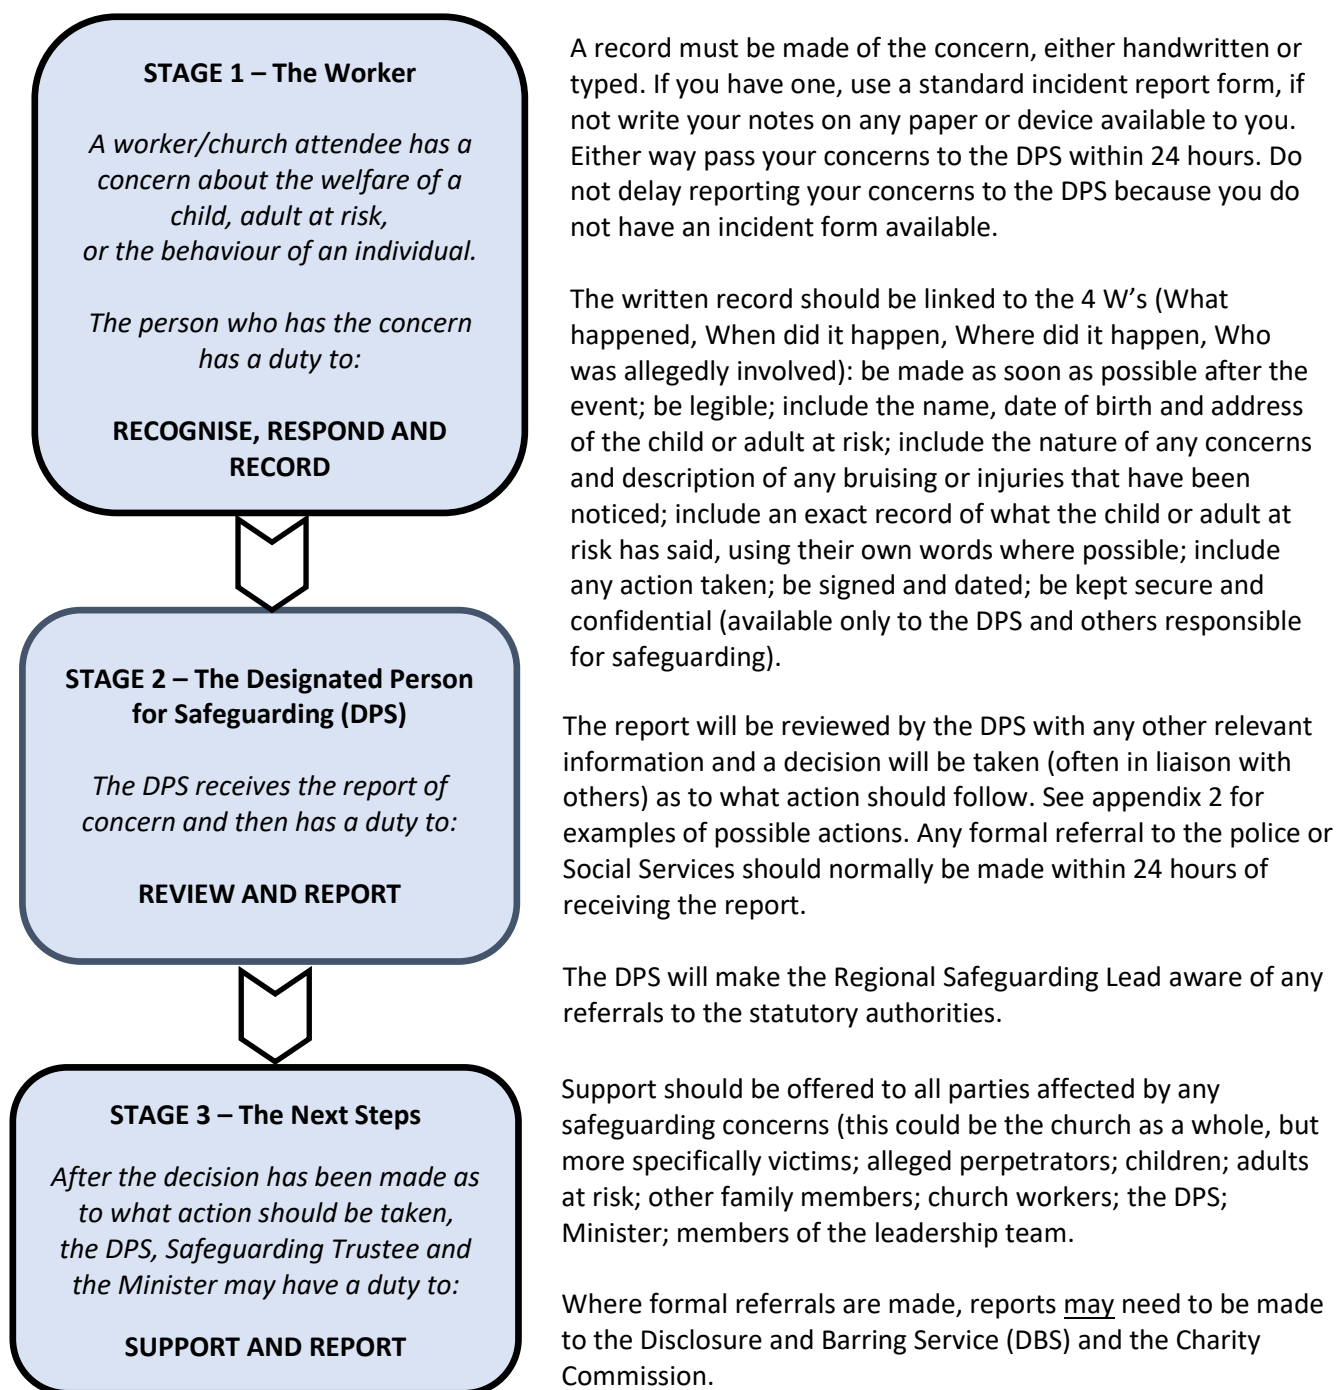 STAGE 1 – The Worker
A worker/church attendee has a
concern about the welfare of a
child, adult at risk,
or the behaviour of an individual.
The person who has the concern
has a duty to:
RECOGNISE, RESPOND AND
RECORD
A record must be made of the concern, either handwritten or
typed. If you have one, use a standard incident report form, if
not write your notes on any paper or device available to you.
Either way pass your concerns to the DPS within 24 hours. Do
not delay reporting your concerns to the DPS because you do
not have an incident form available.
The written record should be linked to the 4 W’s (What
happened, When did it happen, Where did it happen, Who
was allegedly involved): be made as soon as possible after the
event; be legible; include the name, date of birth and address
of the child or adult at risk; include the nature of any concerns
and description of any bruising or injuries that have been
noticed; include an exact record of what the child or adult at
risk has said, using their own words where possible; include
any action taken; be signed and dated; be kept secure and
confidential (available only to the DPS and others responsible
for safeguarding).
STAGE 2 – The Designated Person
for Safeguarding (DPS)
The DPS receives the report of
concern and then has a duty to:
REVIEW AND REPORT
The report will be reviewed by the DPS with any other relevant
information and a decision will be taken (often in liaison with
others) as to what action should follow. See appendix 2 for
examples of possible actions. Any formal referral to the police or
Social Services should normally be made within 24 hours of
receiving the report.
The DPS will make the Regional Safeguarding Lead aware of any
referrals to the statutory authorities.
STAGE 3 – The Next Steps
After the decision has been made as
to what action should be taken,
the DPS, Safeguarding Trustee and
the Minister may have a duty to:
SUPPORT AND REPORT
Support should be offered to all parties affected by any
safeguarding concerns (this could be the church as a whole, but
more specifically victims; alleged perpetrators; children; adults
at risk; other family members; church workers; the DPS;
Minister; members of the leadership team.
Where formal referrals are made, reports may need to be made
to the Disclosure and Barring Service (DBS) and the Charity
Commission.